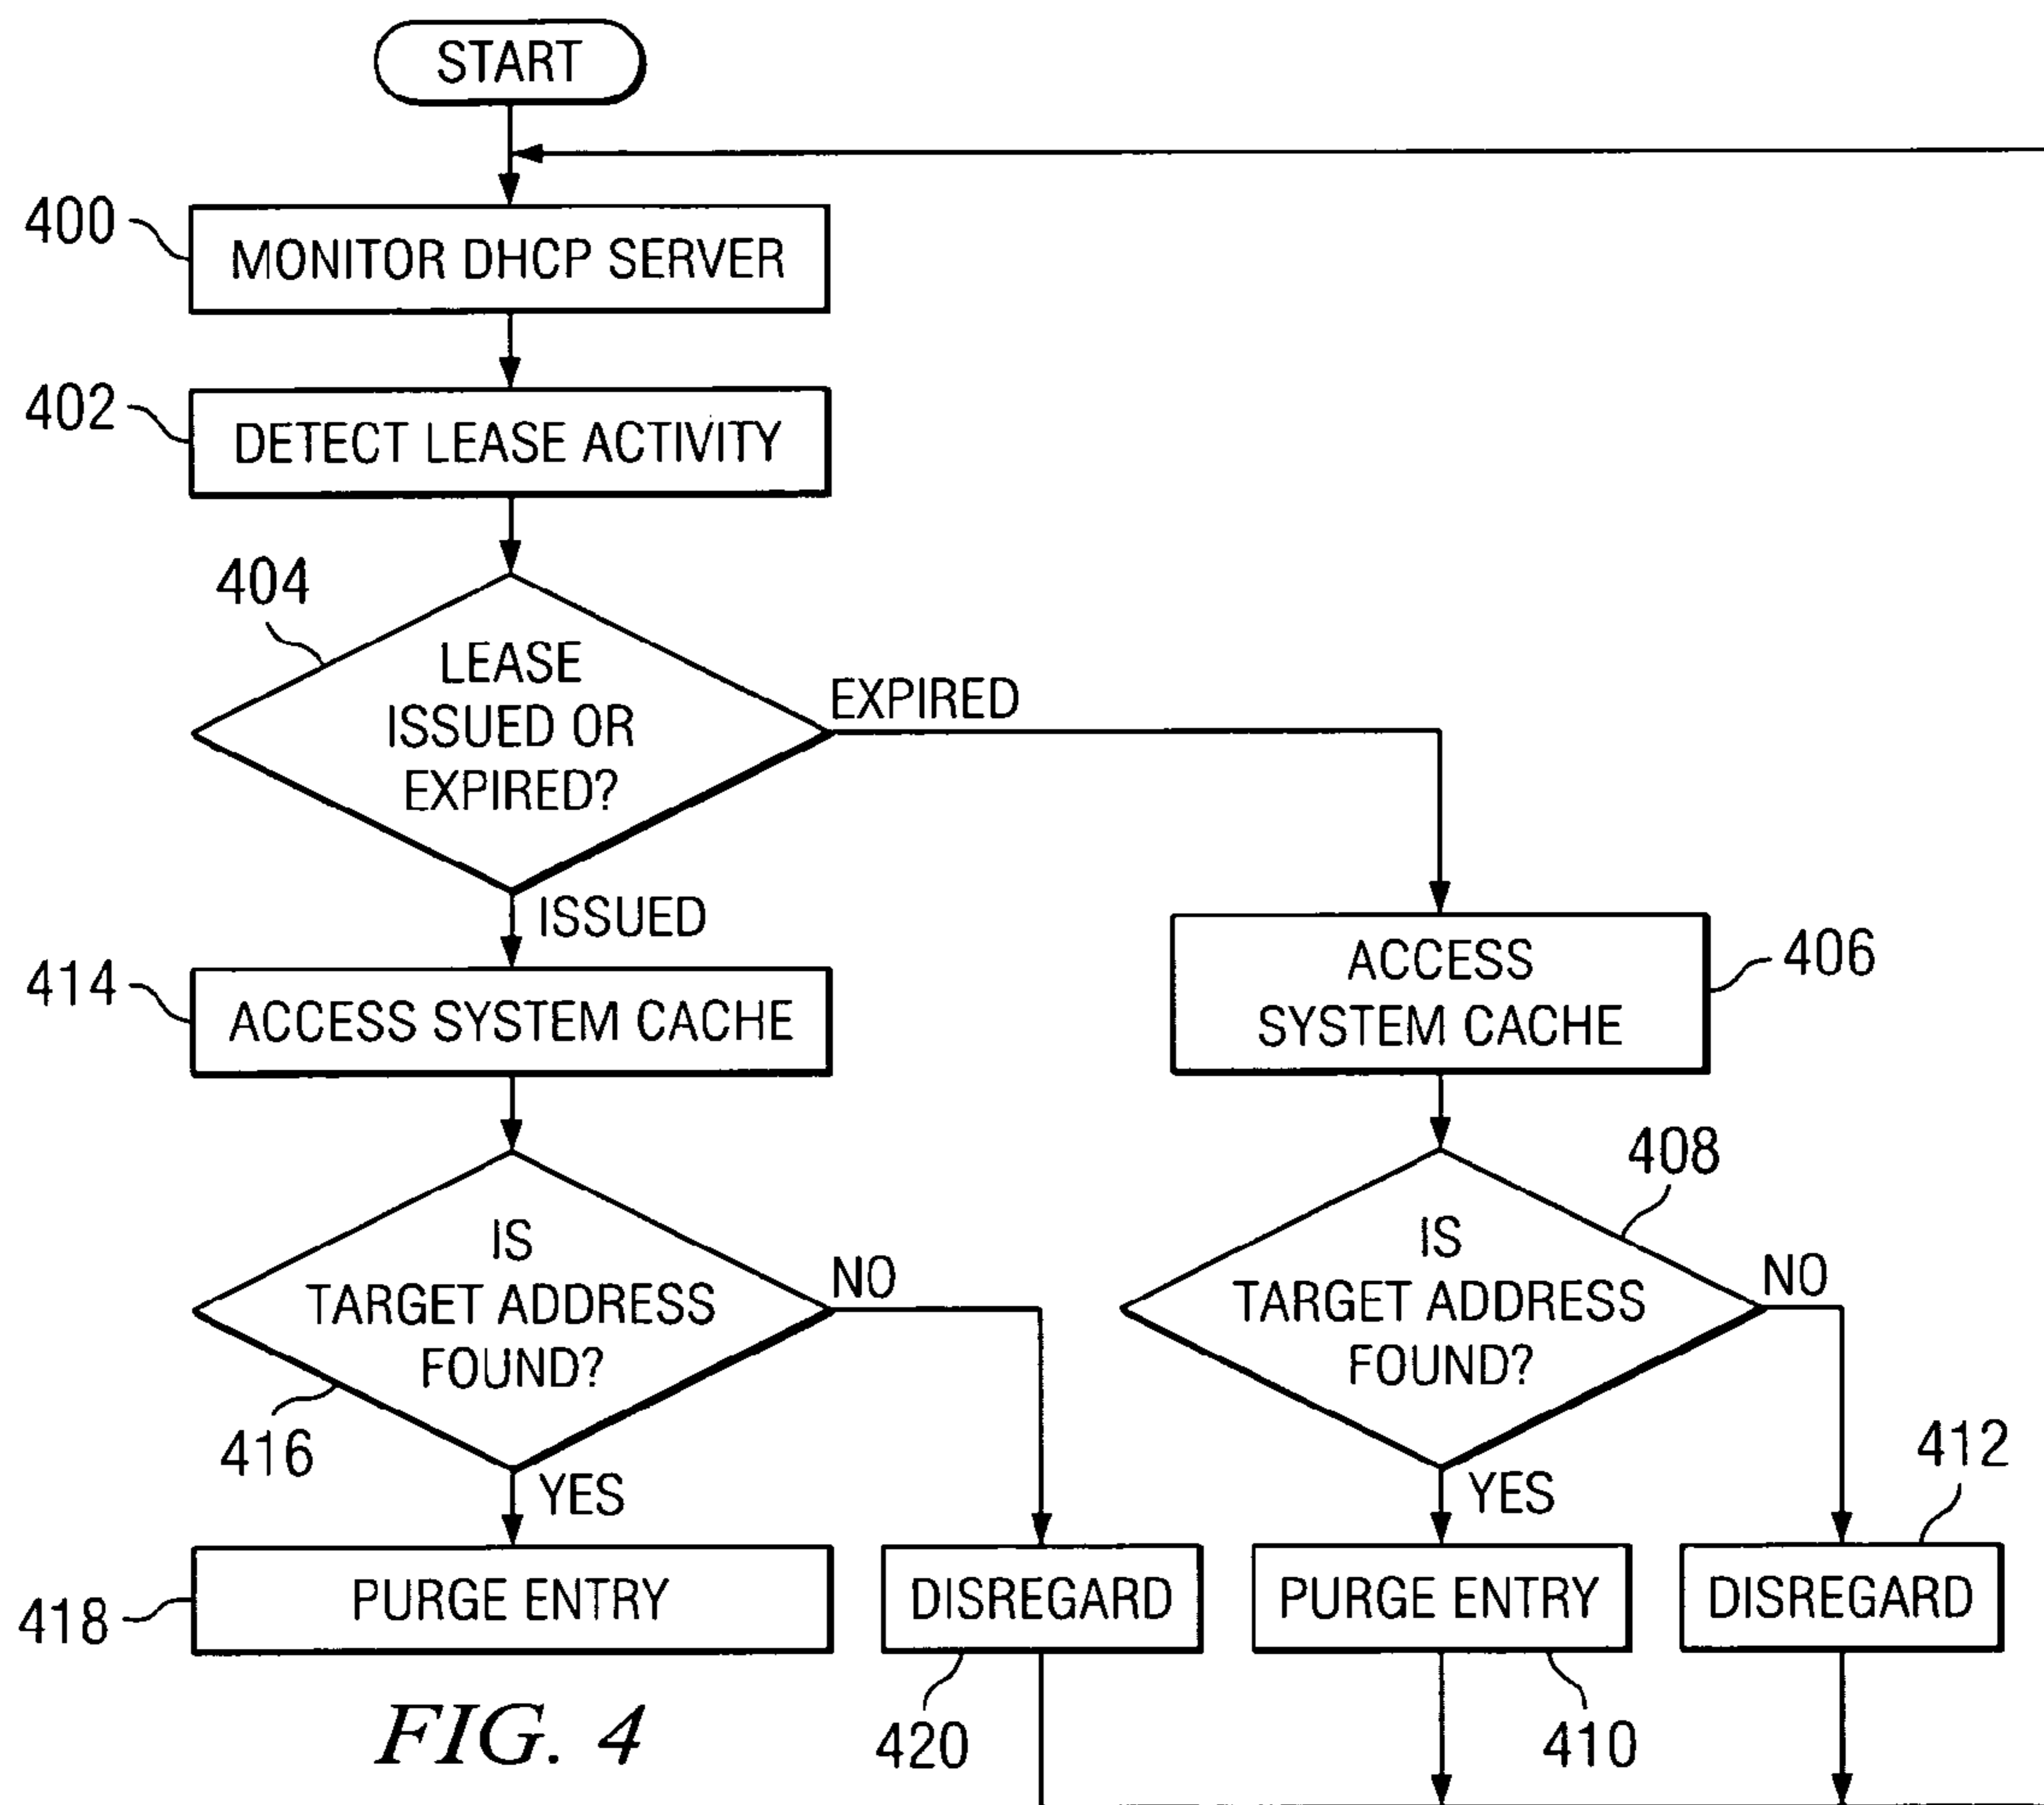 START
400
MONITOR DHCP SERVER
402
DETECT LEASE ACTIVITY
404
LEASE
ISSUED OR
EXPIRED?
EXPIRED
ISSUED
414
ACCESS SYSTEM CACHE
ACCESS
SYSTEM CACHE
406
408
IS
TARGET ADDRESS
FOUND?
NO
416
YES
IS
TARGET ADDRESS
FOUND?
NO
YES
412
418
PURGE ENTRY
DISREGARD
PURGE ENTRY
DISREGARD
420
410
FIG. 4